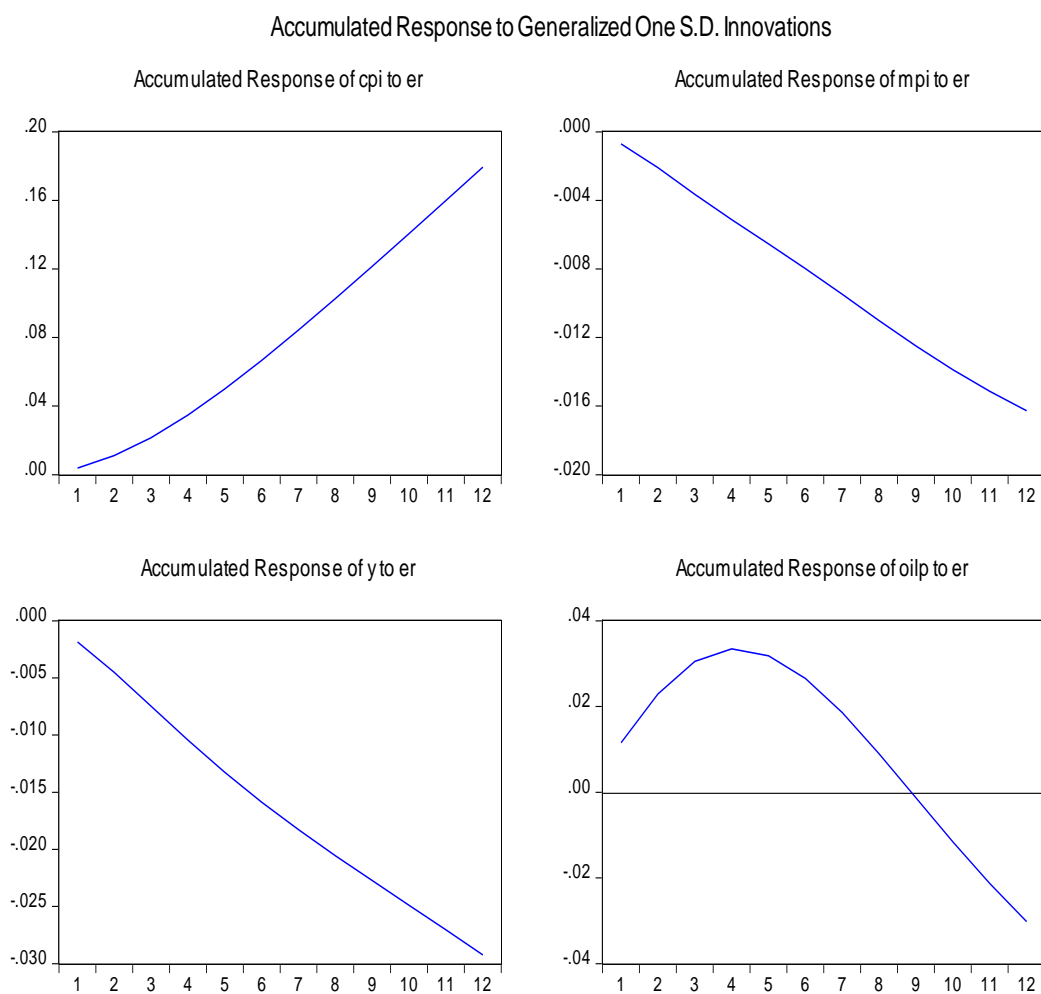 Accumulated Response to Generalized One S.D. Innovations
Accumulated Response of cpi to er
.20
.16
.12
.08
.04
.00
1 2 3 4 5 6 7 8 9 10 11 12
Accumulated Response of mpi to er
.000
-.004
-.008
-.012
-.016
-.020
1 2 3 4 5 6 7 8 9 10 11 12
Accumulated Response of y to er
.000
-.005
-.010
-.015
-.020
-.025
-.030
1 2 3 4 5 6 7 8 9 10 11 12
Accumulated Response of oilp to er
.04
.02
.00
-.02
-.04
1 2 3 4 5 6 7 8 9 10 11 12